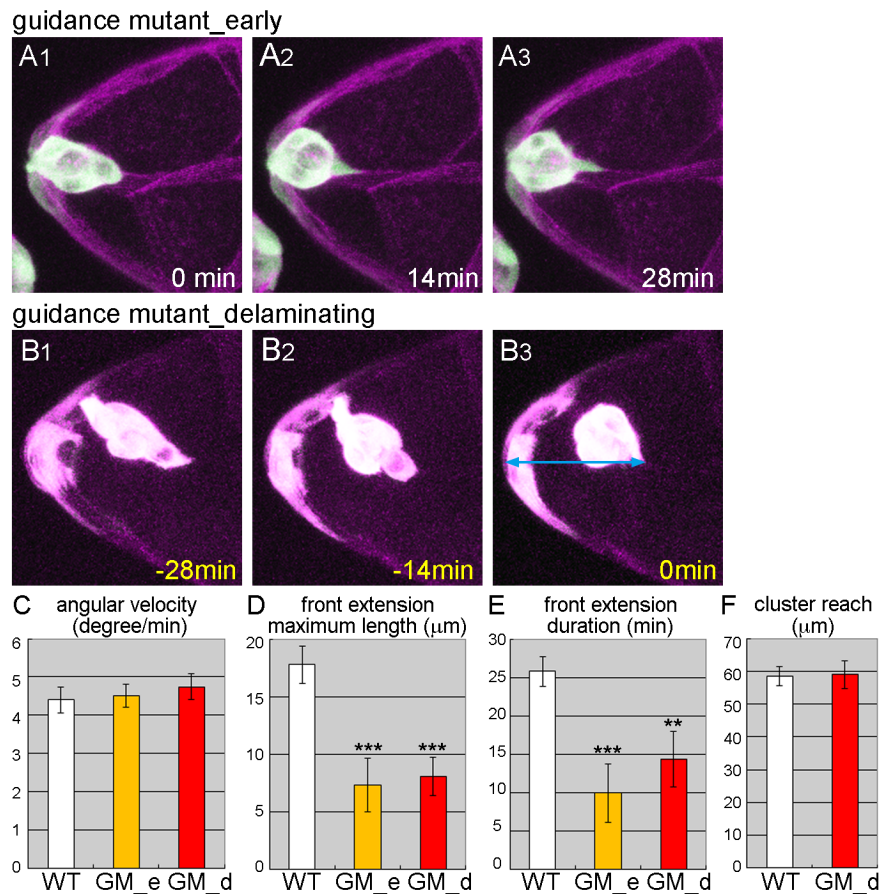 guidance mutant_early
A1
A2
A3
0 min
14min
28min
guidance mutant_delaminating
B1
B2
B3
-28min
-14min
0min
C
angular velocity
(degree/min)
6
5
4
3
2
1
0
WT GM_e GM_d
D
front extension
maximum length (μm)
20
15
10
5
0
***
***
WT GM_e GM_d
E
front extension
duration (min)
30
25
20
15
10
5
0
***
**
WT GM_e GM_d
F
cluster reach
(μm)
70
60
50
40
30
20
10
0
WT GM_d